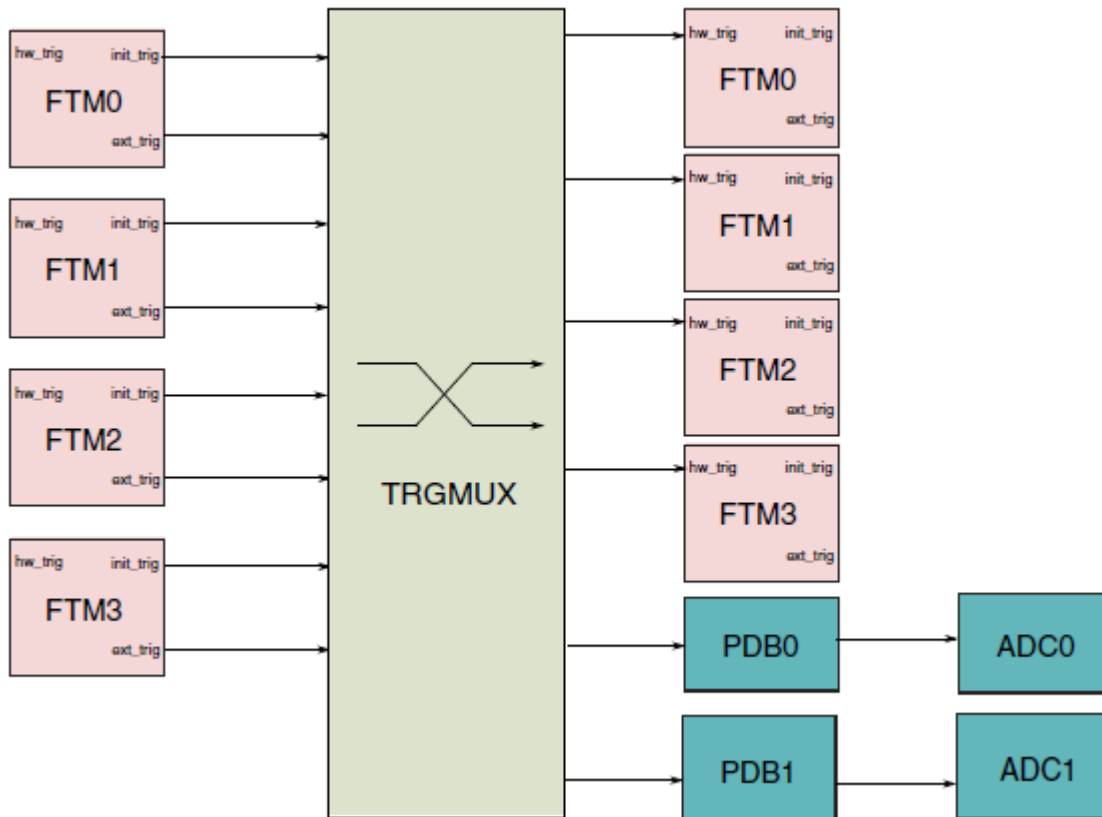 hw_trig init_trig
FTM0
ext_trig
hw_trig init_trig
FTM1
ext_trig
hw_trig init_trig
FTM2
ext_trig
hw_trig init_trig
FTM3
ext_trig
TRGMUX
hw_trig init_trig
FTM0
ext_trig
hw_trig init_trig
FTM1
ext_trig
hw_trig init_trig
FTM2
ext_trig
hw_trig init_trig
FTM3
ext_trig
PDB0
ADC0
PDB1
ADC1